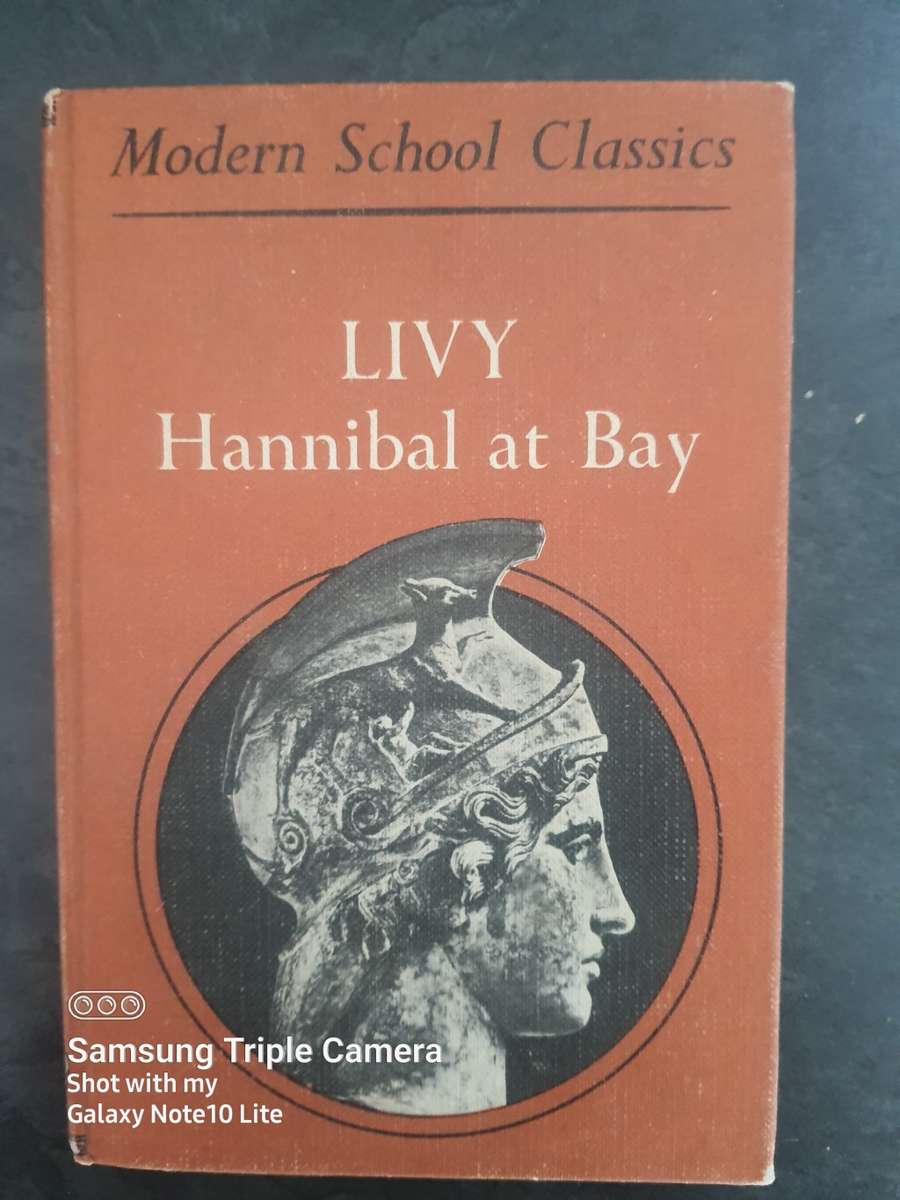 Modern School Classics
LIVY
Hannibal at Bay
Samsung Triple Camera
Shot with my
Galaxy Note10 Lite